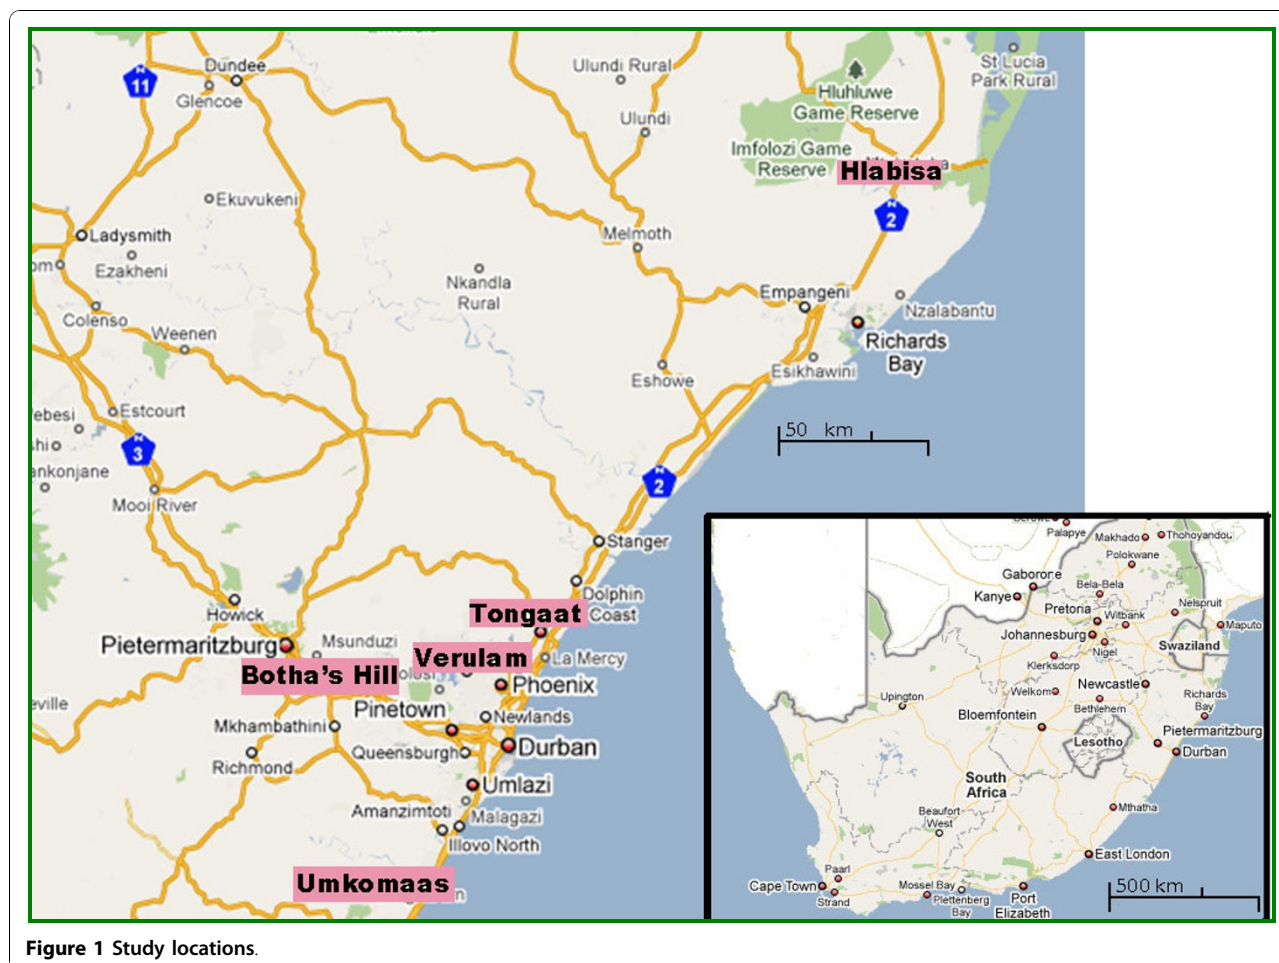 Dundee
N
11
Glencoe
Ulundi Rural
Ulundi
St Lucia
Park Rural
Hluhluwe
Game Reserve
Imfolozi Game
Reserve
Hlabisa
N
2
Ekuvukeni
Ladysmith
Ezakheni
Melmoth
Nkandla
Rural
Empangeni
Nzalabantu
Colenso
Weenen
Richards
Bay
Esikhawini
Eshowe
Estcourt
50 km
N
3
ankonjane
Mooi River
N
2
Stanger
Dolphin
Coast
Howick
Tongaat
Pietermaritzburg
Msunduzi
Verulam
La Mercy
Botha's Hill
Phoenix
eville
Pinetown
Newlands
Mkhambathini
Queensburgh
Durban
Richmond
Umlazi
Amanzimtoti
Malagazi
Illovo North
Umkomaas
Palapye
Makhado
Thohoyandou
Polokwane
Gaborone
Kanye
Bela-Bela
Pretoria
Witbank
Nelspruit
Johannesburg
Maputo
Nigel
Swaziland
Klerksdorp
Upington
Welkom
Newcastle
Richards
Bay
Bethlehem
Bloemfontein
Pietermaritzburg
Lesotho
Durban
South
Africa
Beaufort
West
Mthatha
East London
Paarl
Cape Town
Strand
Mossel Bay
Plettenberg
Bay
Port
Elizabeth
500 km
Figure 1 Study locations.